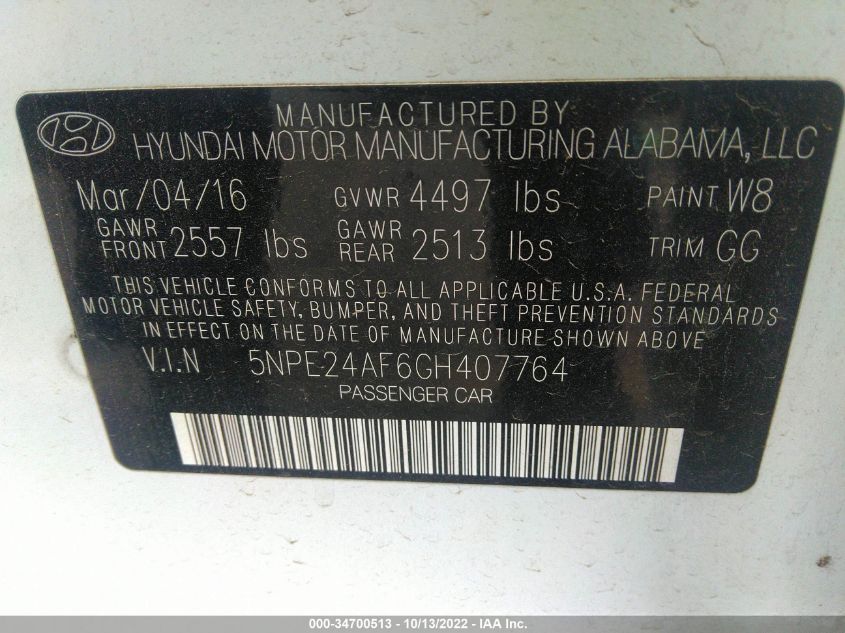 MANUFACTURED BY
HYUNDAI MOTOR MANUFACTURING ALABAMA, LLC
Mar/04/16 GVWR 4497 lbs PAINT W8
GAWR FRONT 2557 lbs GAWR REAR 2513 lbs TRIM GG
THIS VEHICLE CONFORMS TO ALL APPLICABLE U.S.A. FEDERAL
MOTOR VEHICLE SAFETY, BUMPER, AND THEFT PREVENTION STANDARDS
IN EFFECT ON THE DATE OF MANUFACTURE SHOWN ABOVE
V.I.N 5NPE24AF6GH407764
PASSENGER CAR
000-34700513 - 10/13/2022 - IAA Inc.